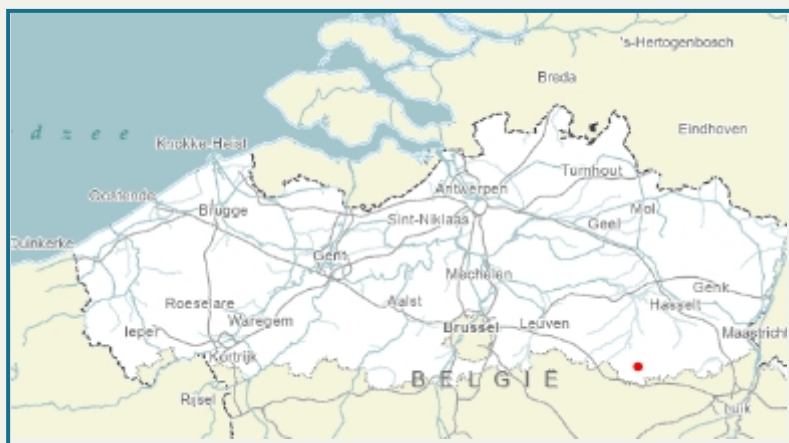 's-Hertogenbosch
Breda
Eindhoven
d z e e
Knokke-Heist
Turnhout
Antwerpen
Oostende
Mol
Brugge
Sint-Niklaas
Geel
Duinkerke
Gent
Mechelen
Genk
Roeselare
Aalst
Hasselt
Waregem
Brussel
Leuven
Ieper
Maastricht
Kortrijk
BELGIË
Rijsel
Luik